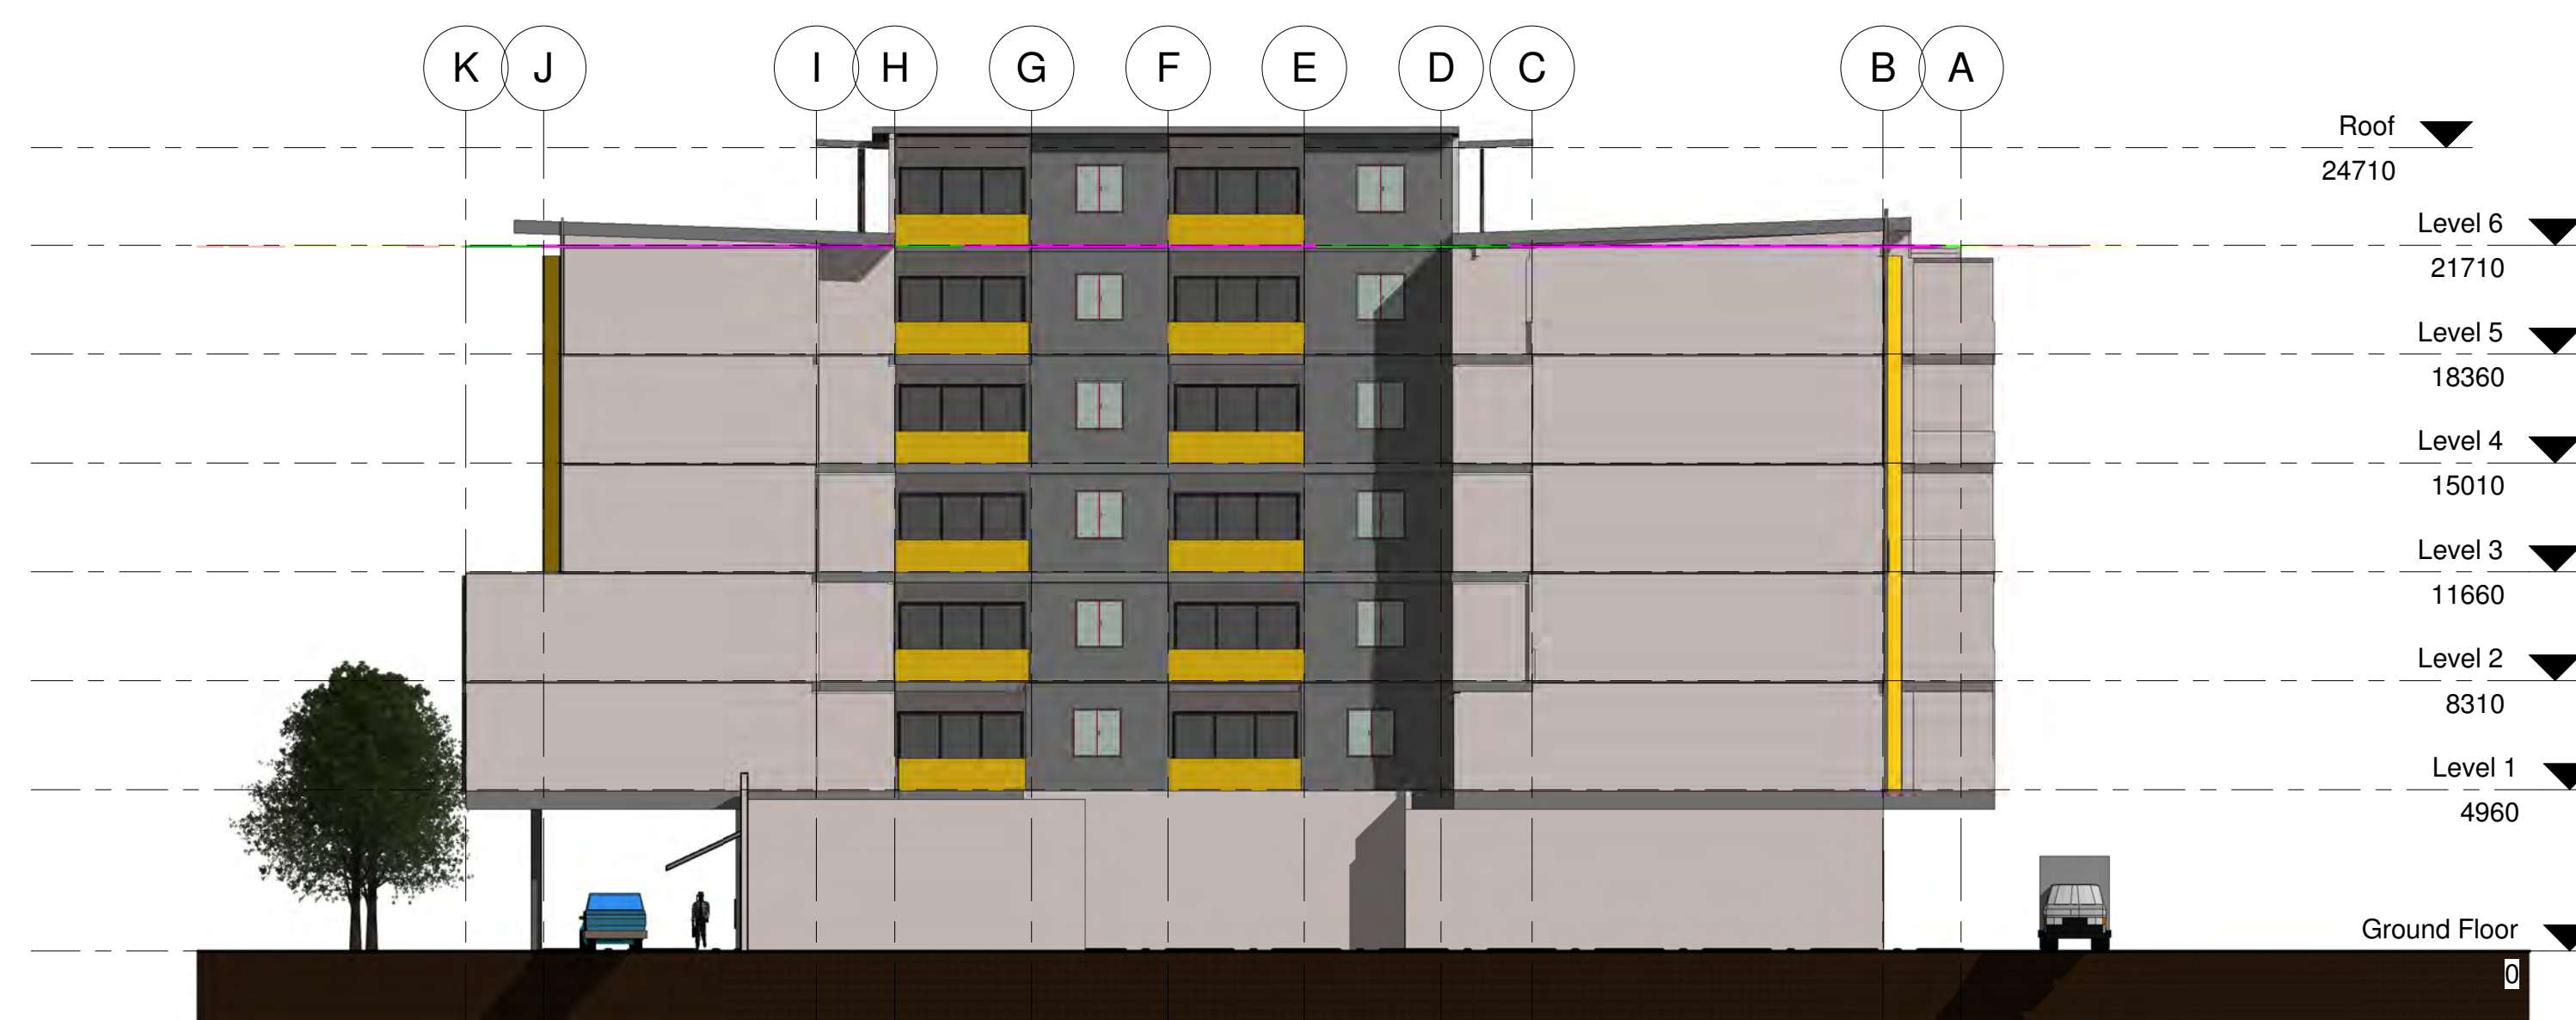 K J I H G F E D C B A
Roof
24710
Level 6
21710
Level 5
18360
Level 4
15010
Level 3
11660
Level 2
8310
Level 1
4960
Ground Floor
0